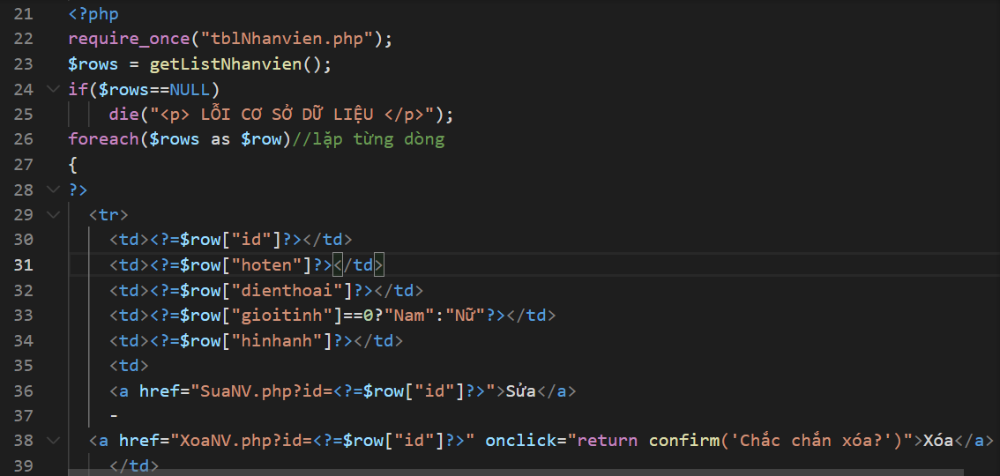 21 <?php
22 require_once("tblNhanvien.php");
23 $rows = getListNhanvien();
24 if($rows==NULL)
25 die("<p> LỖI CƠ SỞ DỮ LIỆU </p>");
26 foreach($rows as $row)//lặp từng dòng
27 {
28 ?>
29 <tr>
30 <td><?=$row["id"]?></td>
31 <td><?=$row["hoten"]?></td>
32 <td><?=$row["dienthoai"]?></td>
33 <td><?=$row["gioitinh"]==0?"Nam":"Nữ"?></td>
34 <td><?=$row["hinhanh"]?></td>
35 <td>
36 <a href="SuaNV.php?id=<?=$row["id"]?>">Sửa</a>
37 -
38 <a href="XoaNV.php?id=<?=$row["id"]?>" onclick="return confirm('Chắc chắn xóa?')">Xóa</a>
39 </td>